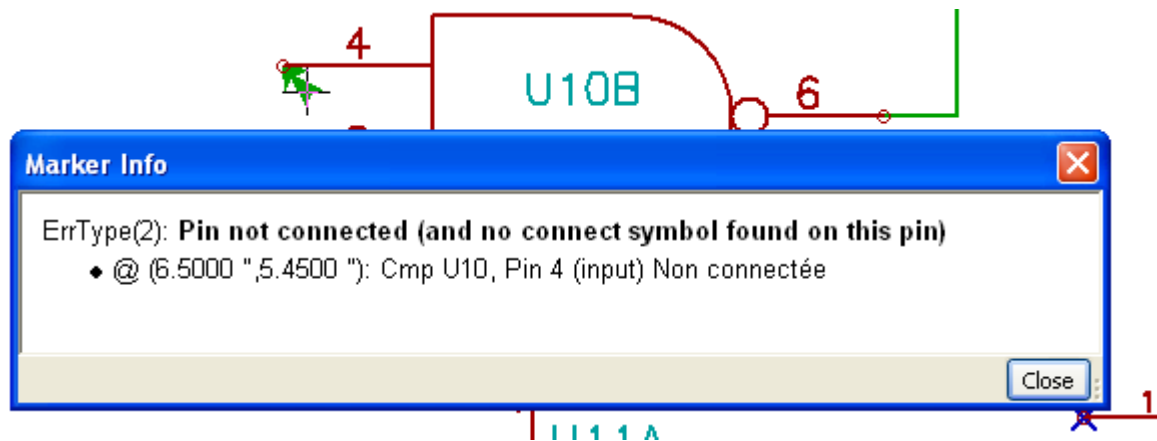 4
U10B
6
Marker Info
ErrType(2): Pin not connected (and no connect symbol found on this pin)
• @ (6.5000 ",5.4500 "): Cmp U10, Pin 4 (input) Non connectée
Close
1
U11A